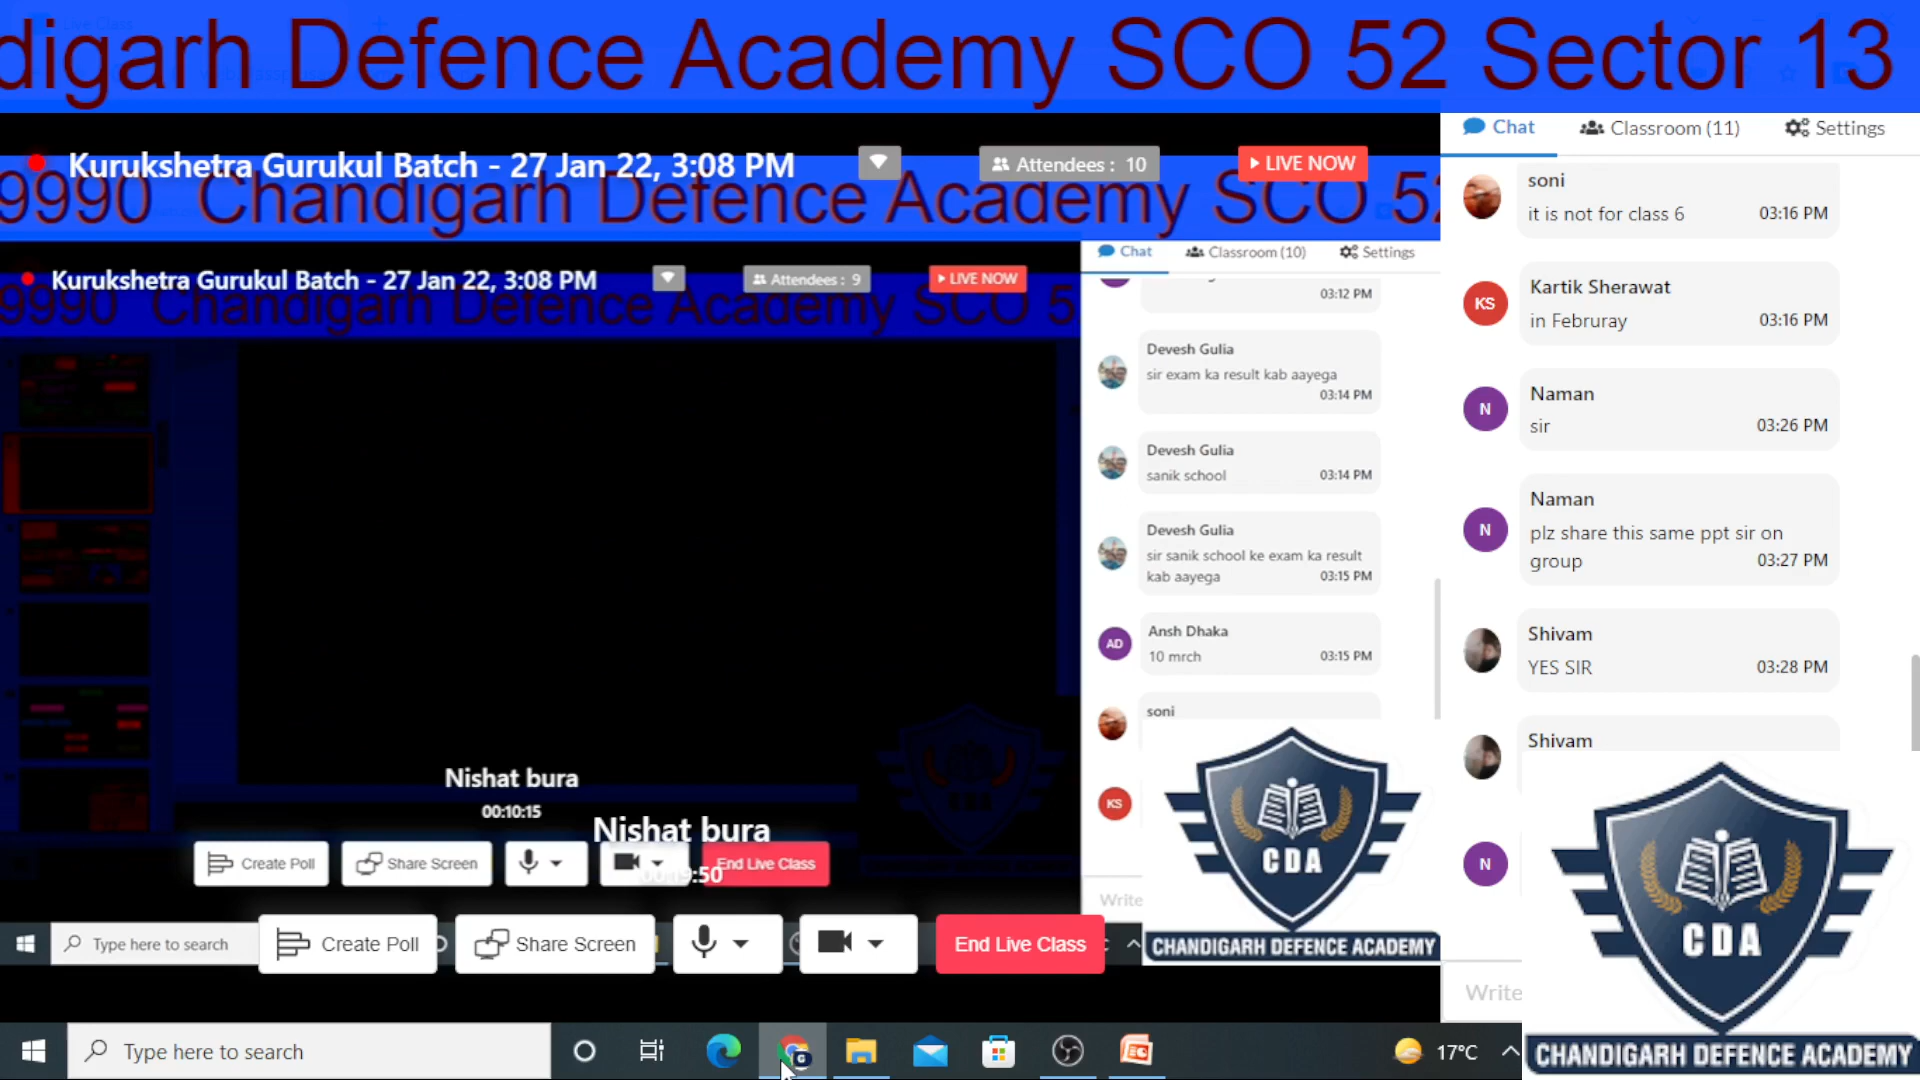 digarh Defence Academy SCO 52 Sector 13
Kurukshetra Gurukul Batch - 27 Jan 22, 3:08 PM
Attendees : 10
LIVE NOW
9990 Chandigarh Defence Academy SCO 52
Kurukshetra Gurukul Batch - 27 Jan 22, 3:08 PM
Attendees : 9
LIVE NOW
9990 Chandigarh Defence Academy SCO 5
Nishat bura
00:10:15
Nishat bura
:50
Create Poll
Share Screen
End Live Class
Type here to search
Create Poll
Share Screen
End Live Class
Chat
Classroom (10)
Settings
03:12 PM
Devesh Gulia
sir exam ka result kab aayega
03:14 PM
Devesh Gulia
sanik school
03:14 PM
Devesh Gulia
sir sanik school ke exam ka result
kab aayega
03:15 PM
AD
Ansh Dhaka
10 mrch
03:15 PM
soni
KS
Write
CDA
CHANDIGARH DEFENCE ACADEMY
Chat
Classroom (11)
Settings
soni
it is not for class 6
03:16 PM
KS
Kartik Sherawat
in Februray
03:16 PM
N
Naman
sir
03:26 PM
N
Naman
plz share this same ppt sir on
group
03:27 PM
Shivam
YES SIR
03:28 PM
Shivam
N
Write
CDA
CHANDIGARH DEFENCE ACADEMY
Type here to search
17°C